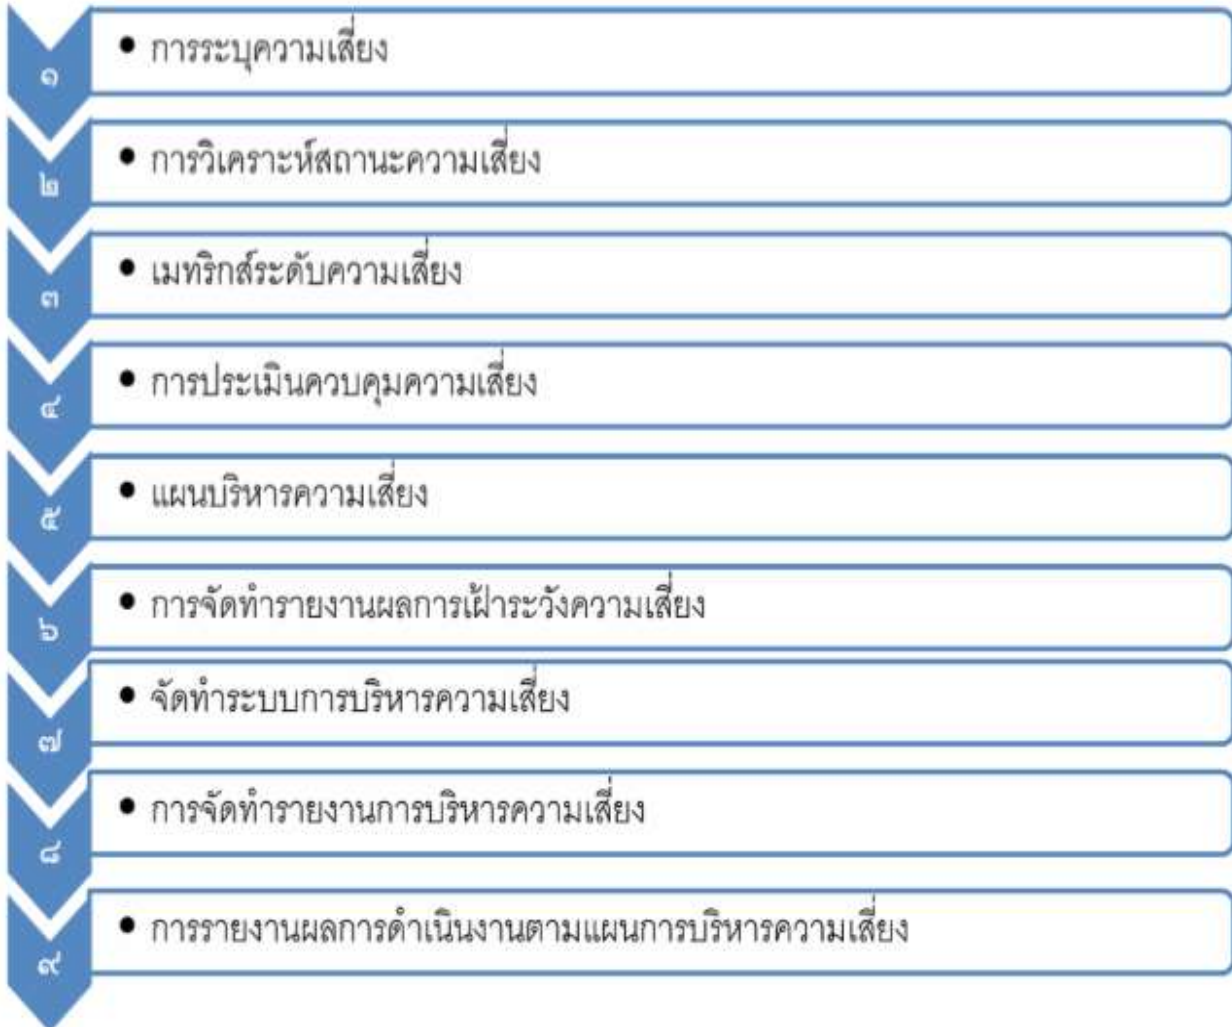 ๑
• การระบุความเสี่ยง
๒
• การวิเคราะห์สถานะความเสี่ยง
๓
• เมทริกส์ระดับความเสี่ยง
๔
• การประเมินควบคุมความเสี่ยง
๕
• แผนบริหารความเสี่ยง
๖
• การจัดทำรายงานผลการเฝ้าระวังความเสี่ยง
๗
• จัดทำระบบการบริหารความเสี่ยง
๘
• การจัดทำรายงานการบริหารความเสี่ยง
๙
• การรายงานผลการดำเนินงานตามแผนการบริหารความเสี่ยง